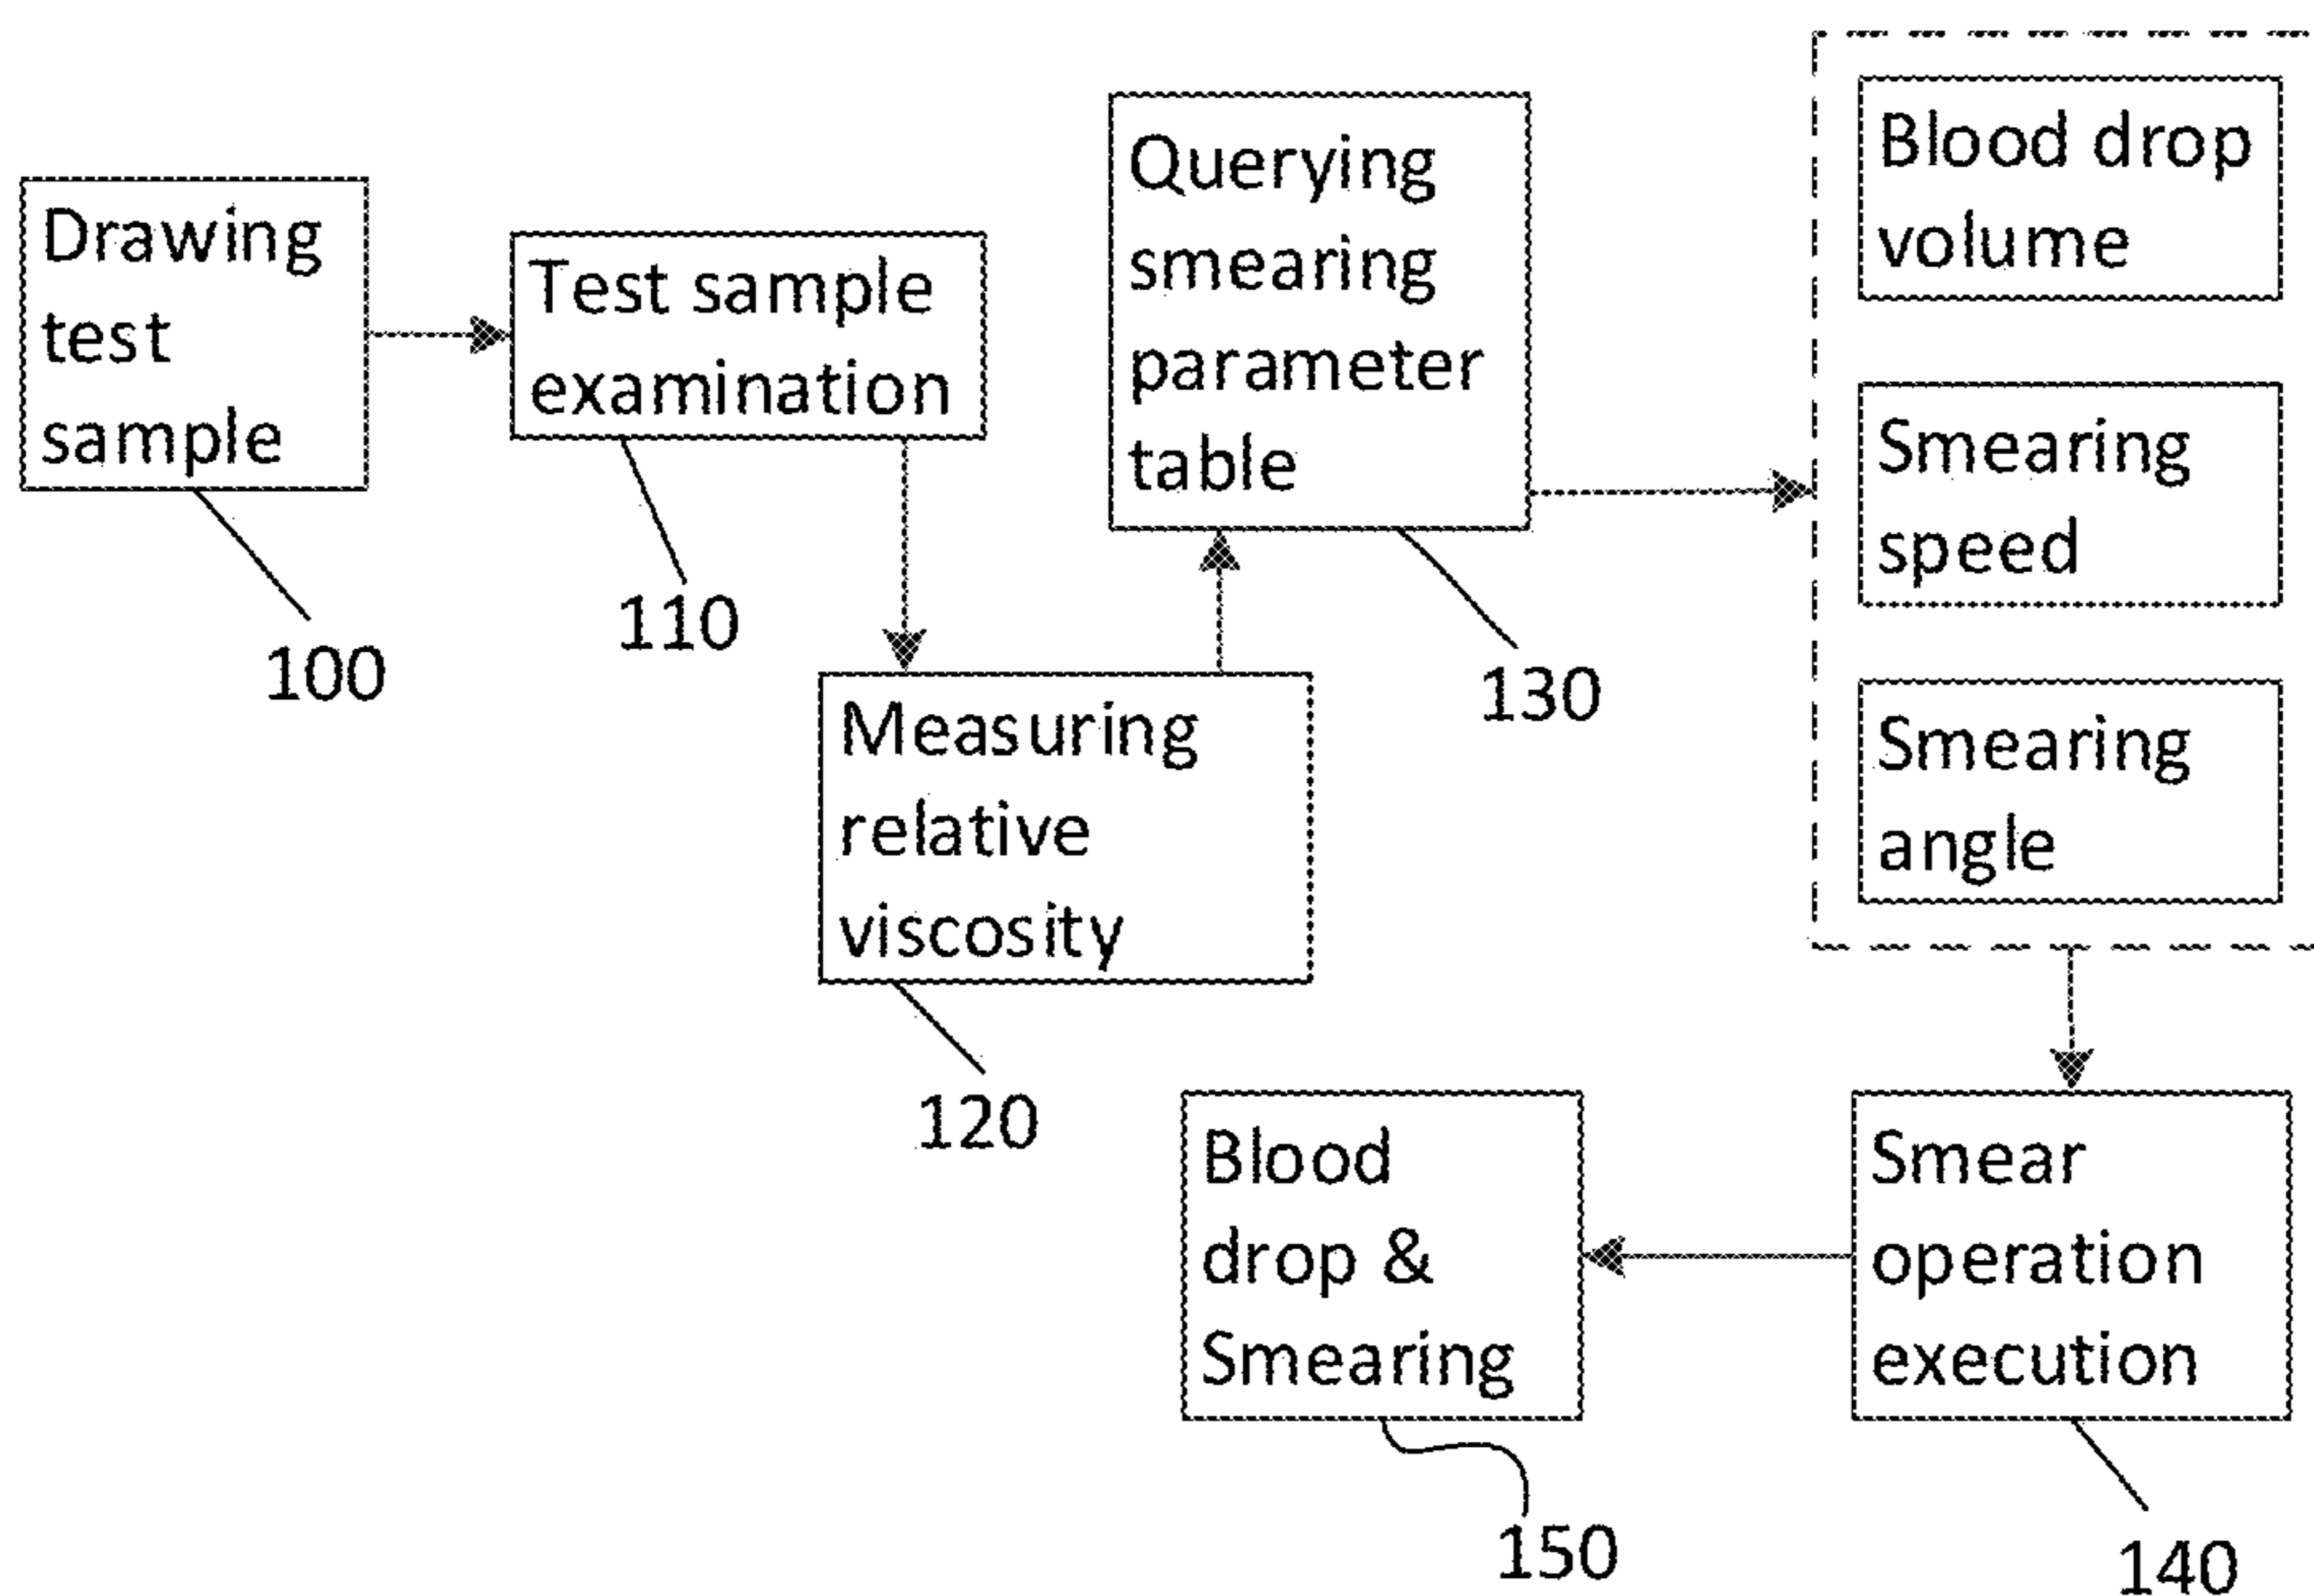 Drawing
test
sample
100
Test sample
examination
110
Measuring
relative
viscosity
120
Querying
smearing
parameter
table
130
Blood drop
volume
Smearing
speed
Smearing
angle
Smear
operation
execution
140
Blood
drop &
Smearing
150